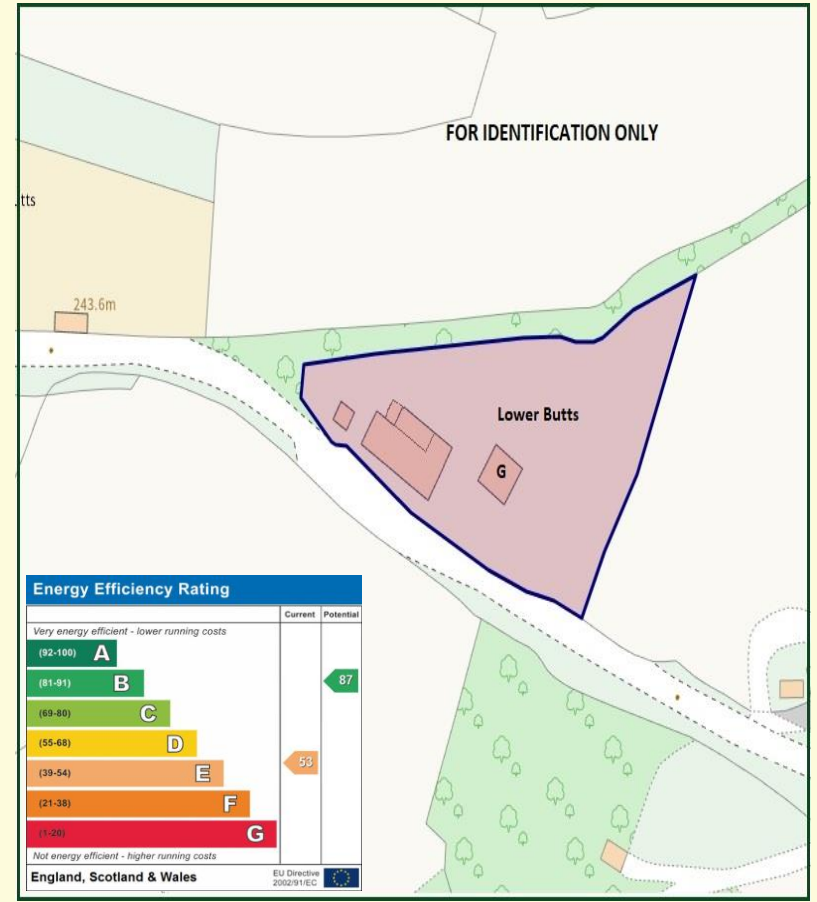 FOR IDENTIFICATION ONLY
tts
243.6m
Lower Butts
G
Energy Efficiency Rating
Current Potential
Very energy efficient - lower running costs
(92-100) A
(81-91) B 87
(69-80) C
(55-68) D
(39-54) E 53
(21-38) F
(1-20) G
Not energy efficient - higher running costs
England, Scotland & Wales EU Directive
2002/91/EC